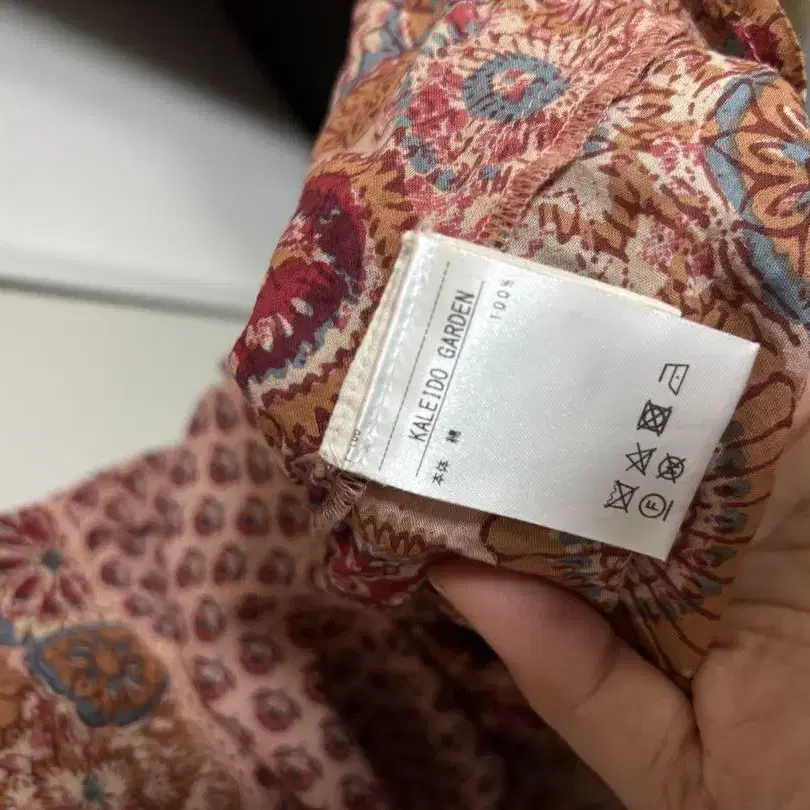 KALEIDO GARDEN
本体 綿 100%
F